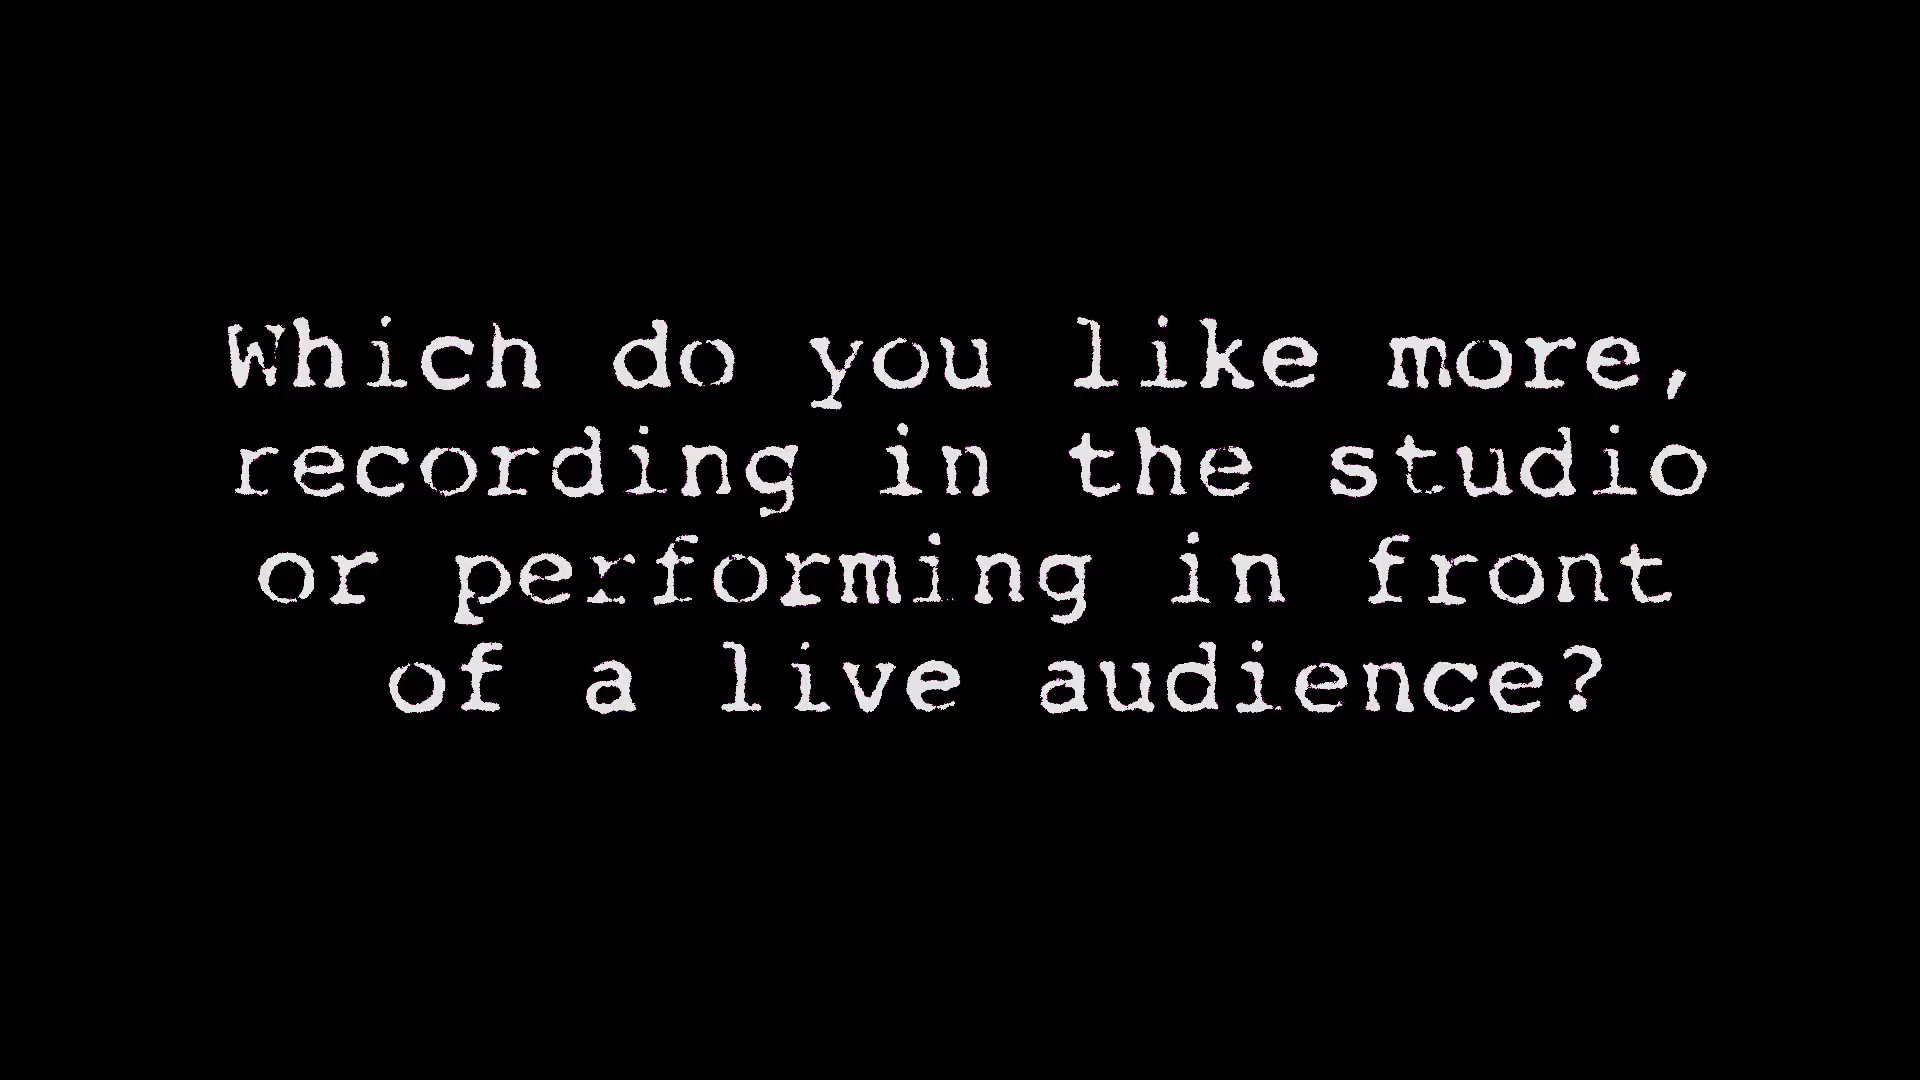 Which do you like more,
recording in the studio
or performing in front
of a live audience?